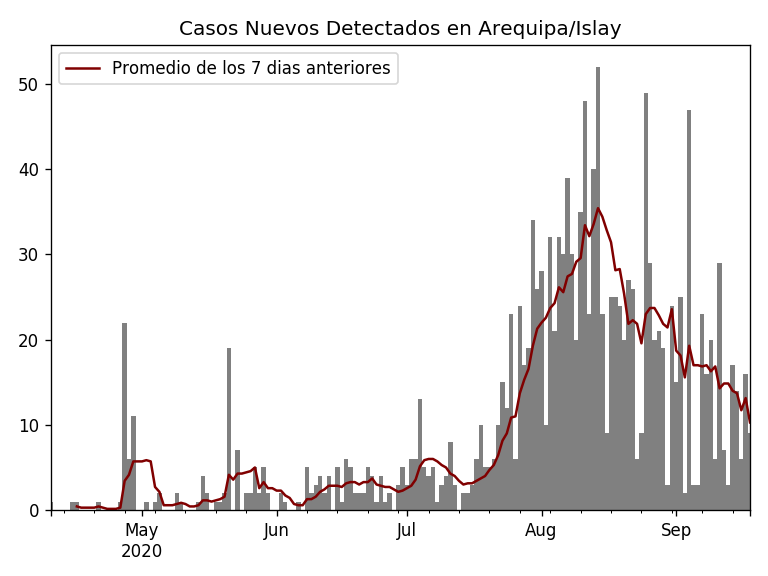 Casos Nuevos Detectados en Arequipa/Islay
Promedio de los 7 dias anteriores
50
40
30
20
10
0
May Jun Jul Aug Sep
2020